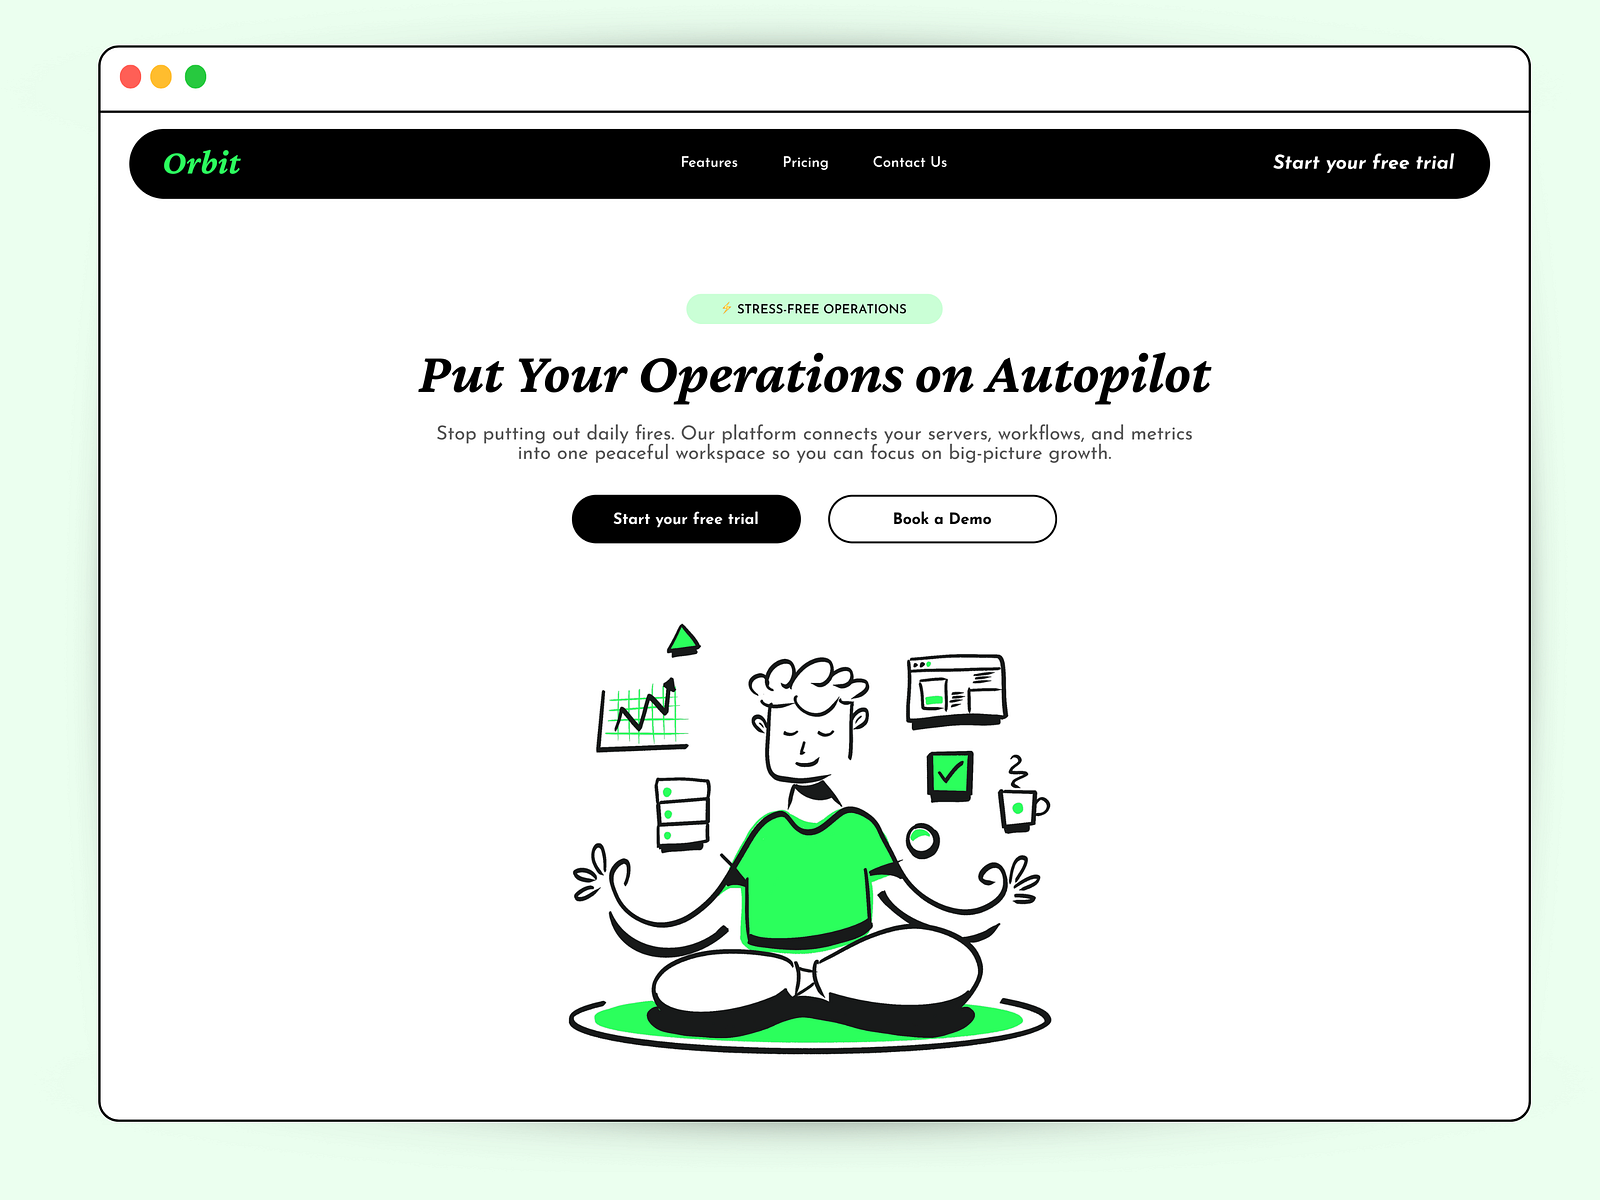 Orbit
Features
Pricing
Contact Us
Start your free trial
⚡ STRESS-FREE OPERATIONS
Put Your Operations on Autopilot
Stop putting out daily fires. Our platform connects your servers, workflows, and metrics
into one peaceful workspace so you can focus on big-picture growth.
Start your free trial
Book a Demo